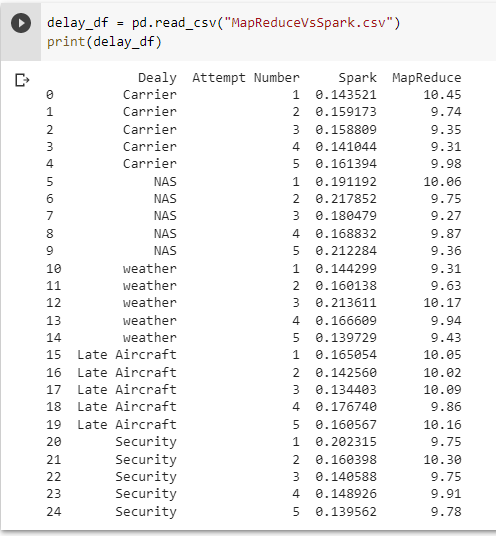 delay_df = pd.read_csv("MapReduceVsSpark.csv")
print(delay_df)
Dealy Attempt Number Spark MapReduce
0 Carrier 1 0.143521 10.45
1 Carrier 2 0.159173 9.74
2 Carrier 3 0.158809 9.35
3 Carrier 4 0.141044 9.31
4 Carrier 5 0.161394 9.98
5 NAS 1 0.191192 10.06
6 NAS 2 0.217852 9.75
7 NAS 3 0.180479 9.27
8 NAS 4 0.168832 9.87
9 NAS 5 0.212284 9.36
10 weather 1 0.144299 9.31
11 weather 2 0.160138 9.63
12 weather 3 0.213611 10.17
13 weather 4 0.166609 9.94
14 weather 5 0.139729 9.43
15 Late Aircraft 1 0.165054 10.05
16 Late Aircraft 2 0.142560 10.02
17 Late Aircraft 3 0.134403 10.09
18 Late Aircraft 4 0.176740 9.86
19 Late Aircraft 5 0.160567 10.16
20 Security 1 0.202315 9.75
21 Security 2 0.160398 10.30
22 Security 3 0.140588 9.75
23 Security 4 0.148926 9.91
24 Security 5 0.139562 9.78